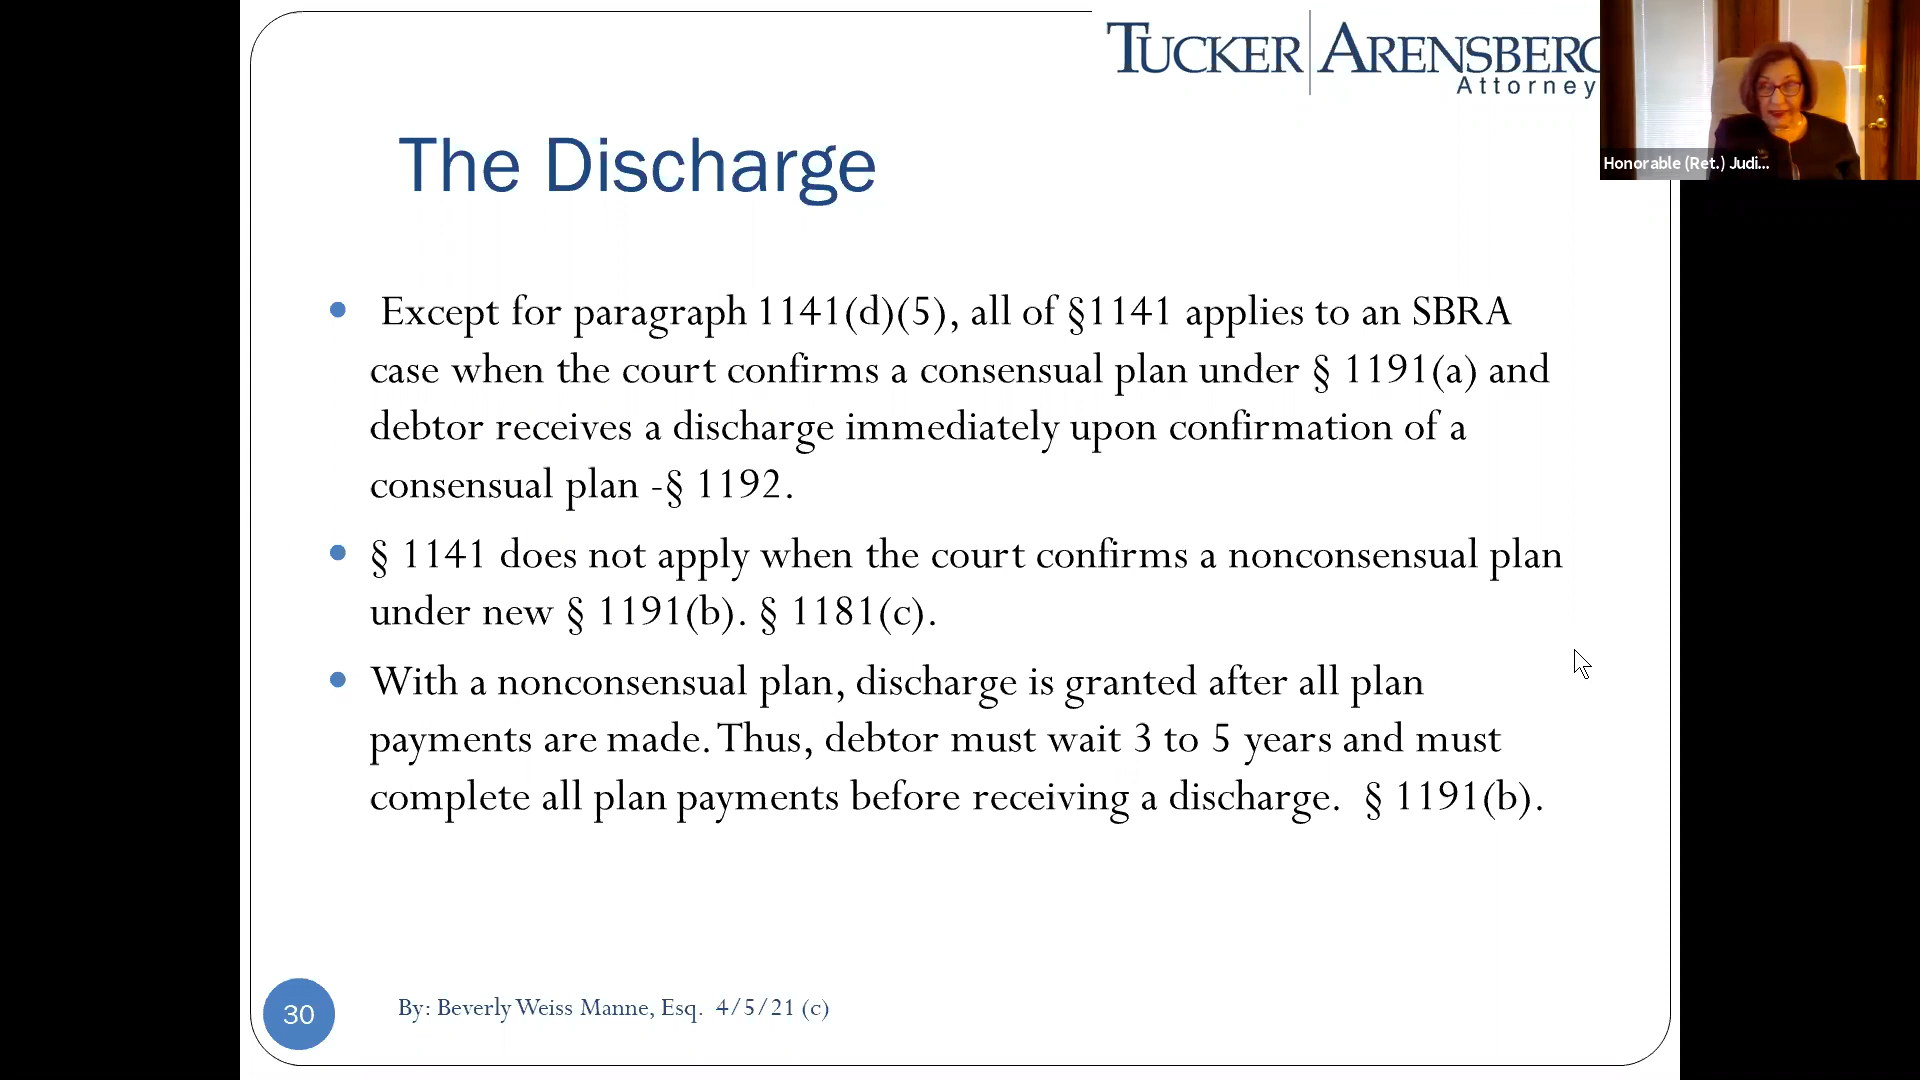 TUCKER ARENSBERG
Attorney
Honorable (Ret.) Judi...
The Discharge
Except for paragraph 1141(d)(5), all of §1141 applies to an SBRA
case when the court confirms a consensual plan under § 1191(a) and
debtor receives a discharge immediately upon confirmation of a
consensual plan -§ 1192.
§ 1141 does not apply when the court confirms a nonconsensual plan
under new § 1191(b). § 1181(c).
With a nonconsensual plan, discharge is granted after all plan
payments are made. Thus, debtor must wait 3 to 5 years and must
complete all plan payments before receiving a discharge. § 1191(b).
30
By: Beverly Weiss Manne, Esq. 4/5/21 (c)